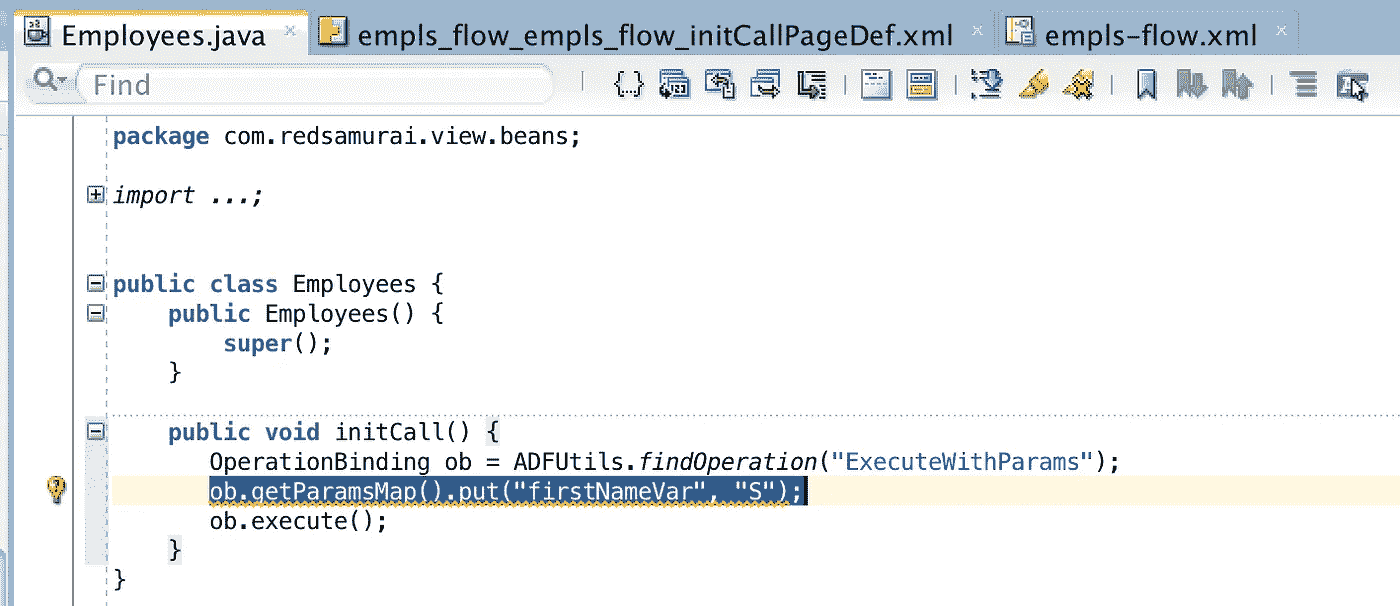 Employees.java empls_flow_empls_flow_initCallPageDef.xml empls-flow.xml
Find
package com.redsamurai.view.beans;
import ...;
public class Employees {
    public Employees() {
        super();
    }
    public void initCall() {
        OperationBinding ob = ADFUtils.findOperation("ExecuteWithParams");
        ob.getParamsMap().put("firstNameVar", "S");
        ob.execute();
    }
}